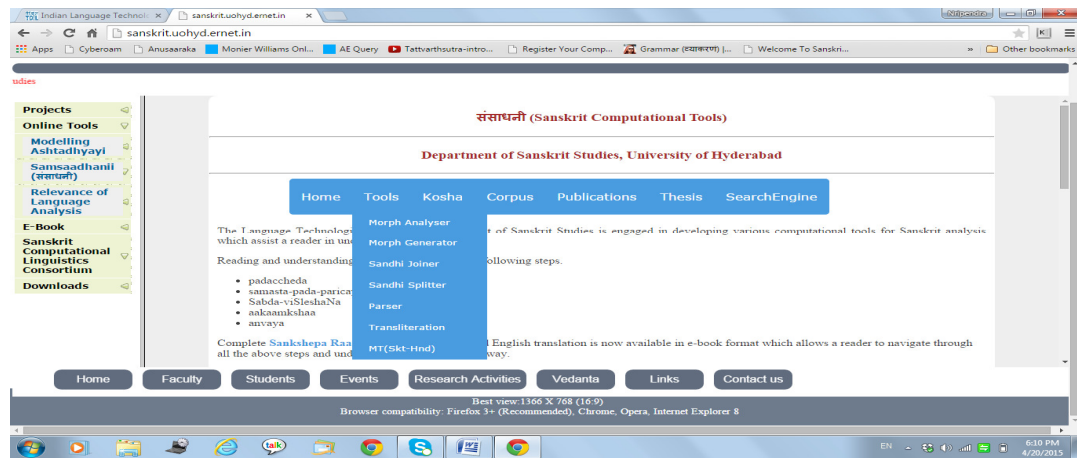 Indian Language Technol
sanskrit.uohyd.ernet.in
Nripendra
sanskrit.uohyd.ernet.in
Apps
Cyberoam
Anusaaraka
Monier Williams Onl...
AE Query
Tattvarthsutra-intro...
Register Your Comp...
Grammar (व्याकरण) |...
Welcome To Sanskri...
»
Other bookmarks
udies
Projects
Online Tools
Modelling
Ashtadhyayi
Samsaadhanii
(संसाधनी)
Relevance of
Language
Analysis
E-Book
Sanskrit
Computational
Linguistics
Consortium
Downloads
संसाधनी (Sanskrit Computational Tools)
Department of Sanskrit Studies, University of Hyderabad
Home Tools Kosha Corpus Publications Thesis SearchEngine
Morph Analyser
Morph Generator
Sandhi Joiner
Sandhi Splitter
Parser
Transliteration
MT(Skt-Hnd)
The Language Technologi t of Sanskrit Studies is engaged in developing various computational tools for Sanskrit analysis
which assist a reader in un
Reading and understanding ollowing steps.
• padaccheda
• samasta-pada-parica
• Sabda-viSleshaNa
• aakaamkshaa
• anvaya
Complete Sankshepa Raa l English translation is now available in e-book format which allows a reader to navigate through
all the above steps and und way.
Home Faculty Students Events Research Activities Vedanta Links Contact us
Best view:1366 X 768 (16:9)
Browser compatibility: Firefox 3+ (Recommended), Chrome, Opera, Internet Explorer 8
talk
EN
6:10 PM
4/20/2015